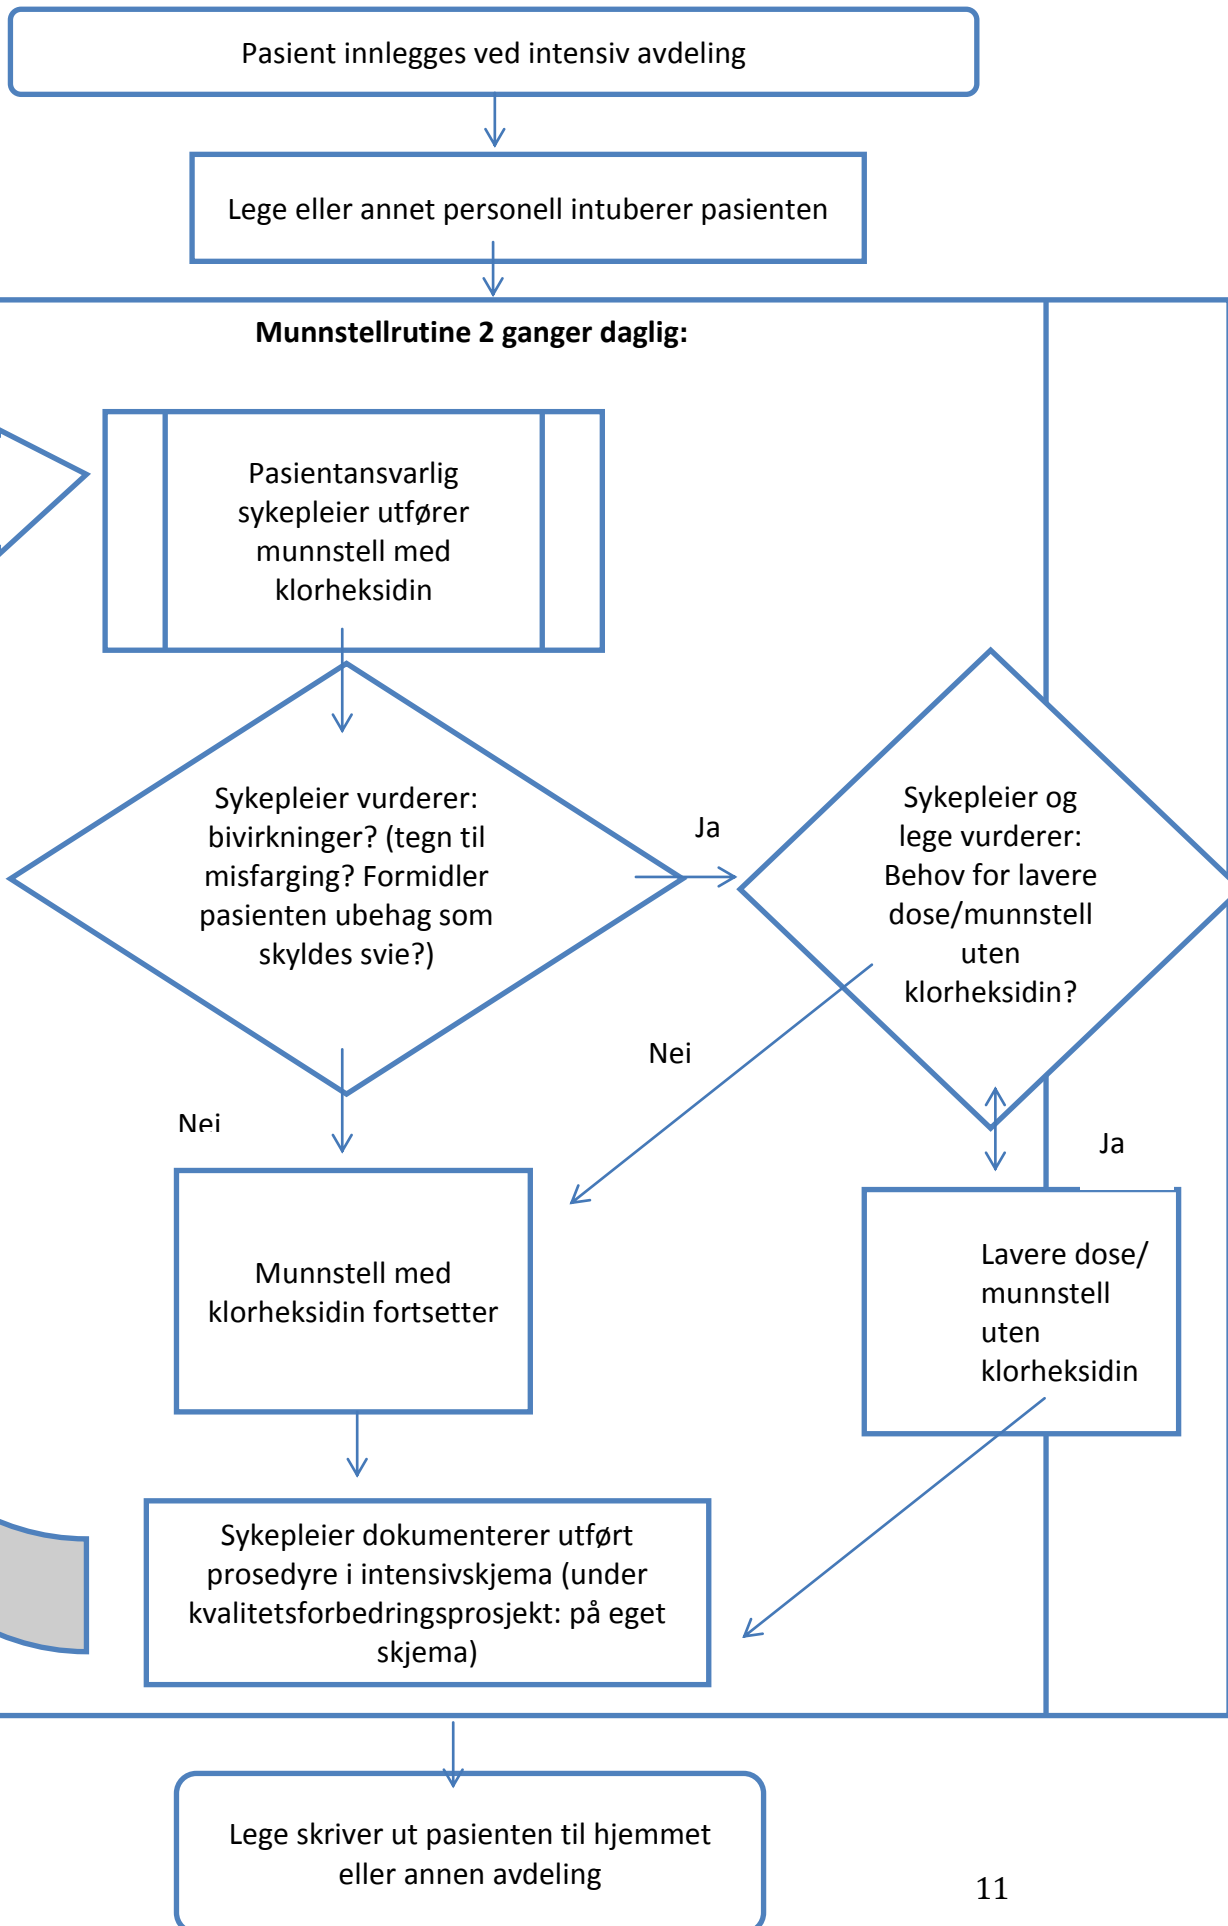 Pasient innlegges ved intensiv avdeling
Lege eller annet personell intuberer pasienten
Munnstellrutine 2 ganger daglig:
Pasientansvarlig
sykepleier utfører
munnstell med
klorheksidin
Sykepleier vurderer:
bivirkninger? (tegn til
misfarging? Formidler
pasienten ubehag som
skyldes svie?)
Ja
Sykepleier og
lege vurderer:
Behov for lavere
dose/munnstell
uten
klorheksidin?
Nei
Nei
Ja
Munnstell med
klorheksidin fortsetter
Lavere dose/
munnstell
uten
klorheksidin
Sykepleier dokumenterer utført
prosedyre i intensivskjema (under
kvalitetsforbedringsprosjekt: på eget
skjema)
Lege skriver ut pasienten til hjemmet
eller annen avdeling
11